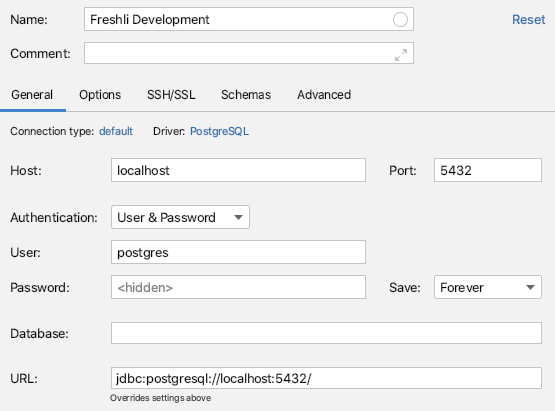 Name: Freshli Development Reset
Comment:
General Options SSH/SSL Schemas Advanced
Connection type: default Driver: PostgreSQL
Host: localhost Port: 5432
Authentication: User & Password
User: postgres
Password: <hidden> Save: Forever
Database:
URL: jdbc:postgresql://localhost:5432/
Overrides settings above